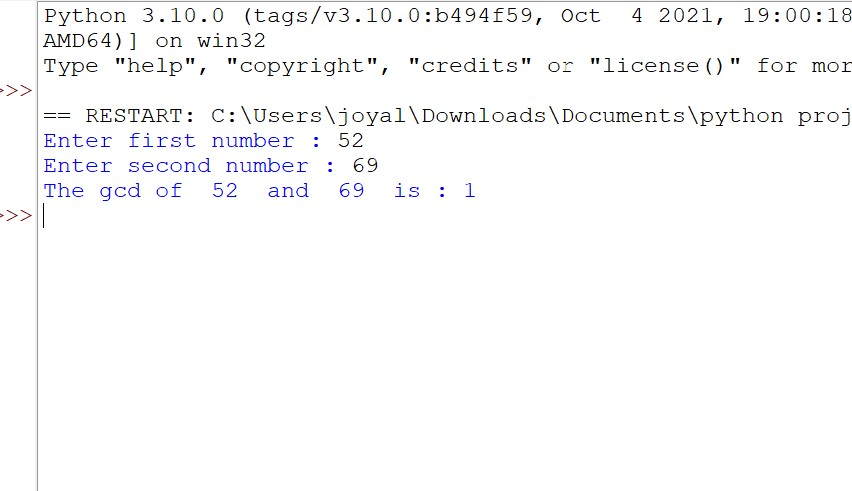 Python 3.10.0 (tags/v3.10.0:b494f59, Oct  4 2021, 19:00:18
AMD64)] on win32
Type "help", "copyright", "credits" or "license()" for mor
>>>
== RESTART: C:\Users\joyal\Downloads\Documents\python proj
Enter first number : 52
Enter second number : 69
The gcd of  52  and  69  is : 1
>>>